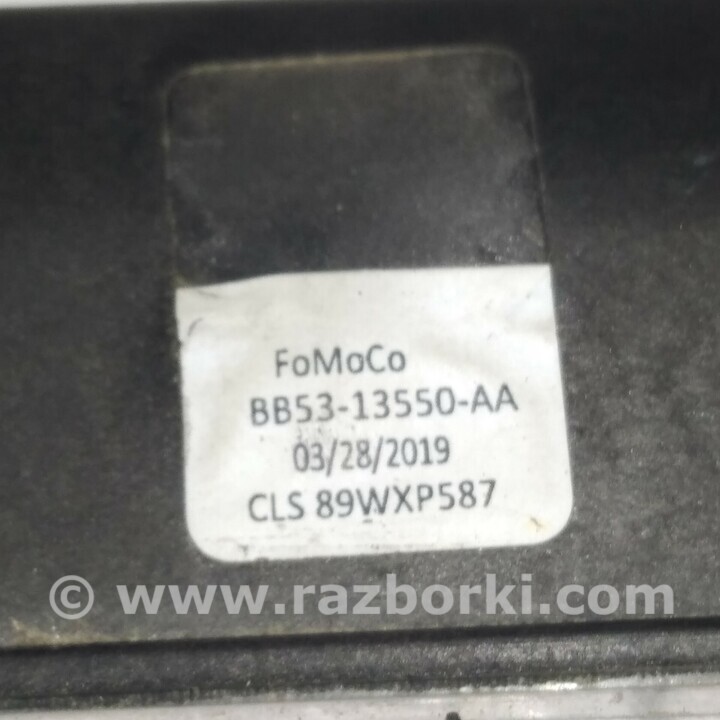 FoMoCo
BB53-13550-AA
03/28/2019
CLS 89WXP587
© www.razborki.com